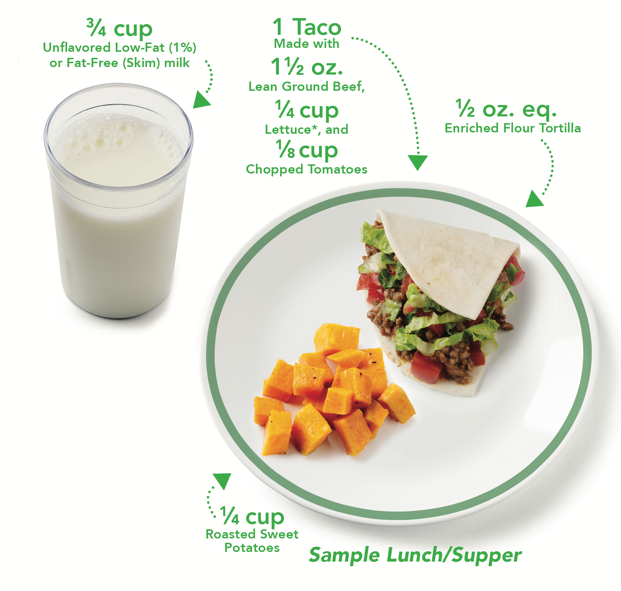 ¾ cup
Unflavored Low-Fat (1%)
or Fat-Free (Skim) milk
1 Taco
Made with
1½ oz.
Lean Ground Beef,
¼ cup
Lettuce*, and
⅛ cup
Chopped Tomatoes
½ oz. eq.
Enriched Flour Tortilla
¼ cup
Roasted Sweet
Potatoes
Sample Lunch/Supper